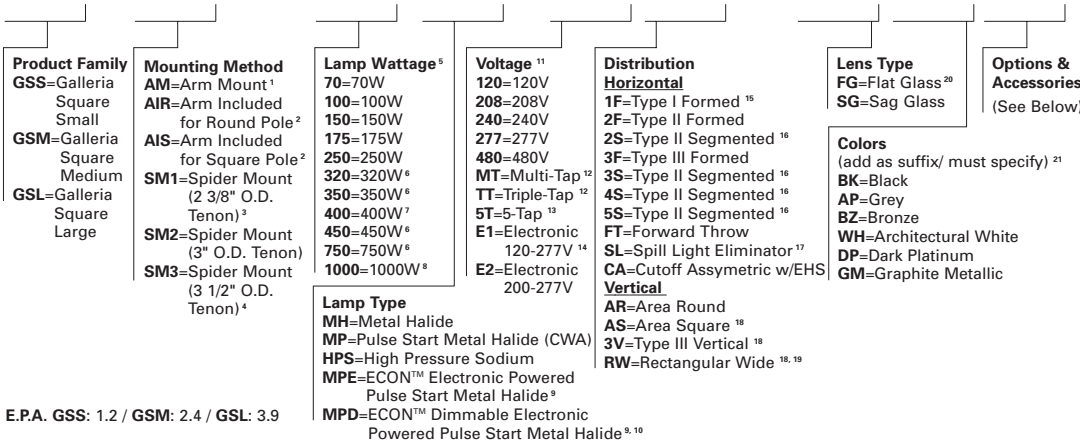 Product Family
GSS=Galleria
Square
Small
GSM=Galleria
Square
Medium
GSL=Galleria
Square
Large
Mounting Method
AM=Arm Mount ¹
AIR=Arm Included
for Round Pole ²
AIS=Arm Included
for Square Pole ²
SM1=Spider Mount
(2 3/8" O.D.
Tenon) ³
SM2=Spider Mount
(3" O.D. Tenon)
SM3=Spider Mount
(3 1/2" O.D.
Tenon) ⁴
Lamp Wattage ⁵
70=70W
100=100W
150=150W
175=175W
250=250W
320=320W ⁶
350=350W ⁶
400=400W ⁷
450=450W ⁶
750=750W ⁶
1000=1000W ⁸
Lamp Type
MH=Metal Halide
MP=Pulse Start Metal Halide (CWA)
HPS=High Pressure Sodium
MPE=ECON™ Electronic Powered
Pulse Start Metal Halide ⁹
MPD=ECON™ Dimmable Electronic
Powered Pulse Start Metal Halide ⁹, ¹⁰
Voltage ¹¹
120=120V
208=208V
240=240V
277=277V
480=480V
MT=Multi-Tap ¹²
TT=Triple-Tap ¹²
5T=5-Tap ¹³
E1=Electronic
120-277V ¹⁴
E2=Electronic
200-277V
Distribution
Horizontal
1F=Type I Formed ¹⁵
2F=Type II Formed
2S=Type II Segmented ¹⁶
3F=Type III Formed
3S=Type II Segmented ¹⁶
4S=Type II Segmented ¹⁶
5S=Type II Segmented ¹⁶
FT=Forward Throw
SL=Spill Light Eliminator ¹⁷
CA=Cutoff Assymetric w/EHS
Vertical
AR=Area Round
AS=Area Square ¹⁸
3V=Type III Vertical ¹⁸
RW=Rectangular Wide ¹⁸, ¹⁹
Lens Type
FG=Flat Glass ²⁰
SG=Sag Glass
Colors
(add as suffix/ must specify) ²¹
BK=Black
AP=Grey
BZ=Bronze
WH=Architectural White
DP=Dark Platinum
GM=Graphite Metallic
Options &
Accessories
(See Below)
E.P.A. GSS: 1.2 / GSM: 2.4 / GSL: 3.9